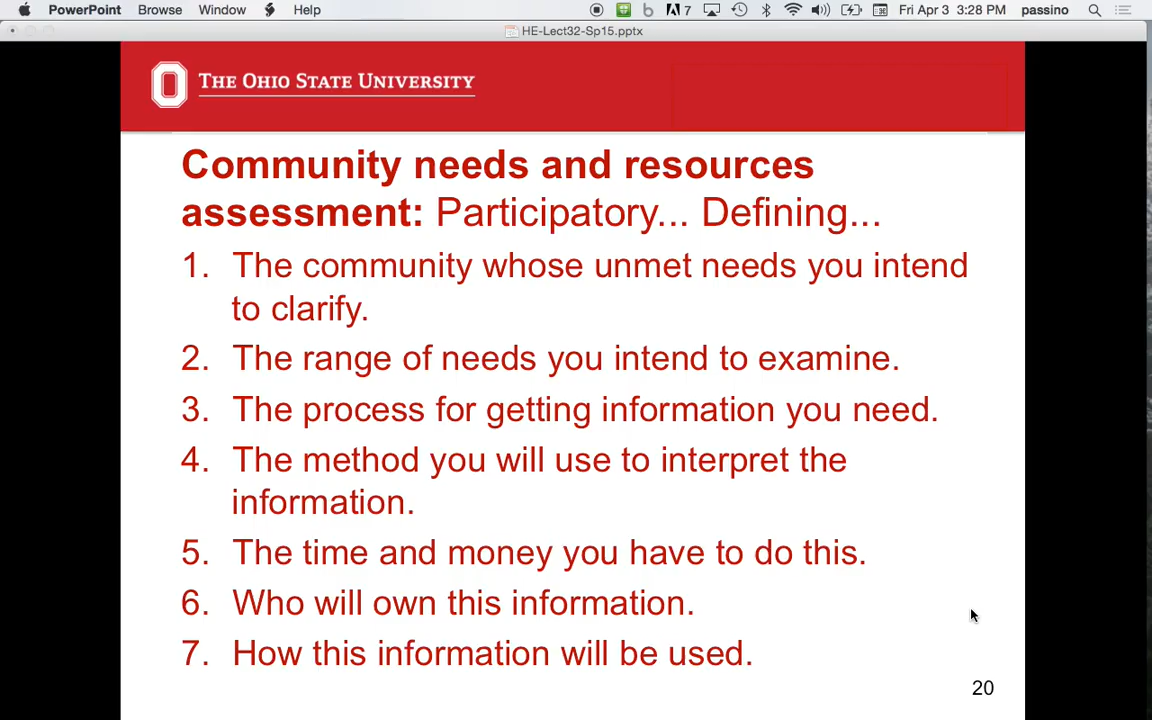 PowerPoint Browse Window Help 7 Fri Apr 3 3:28 PM passino
HE-Lect32-Sp15.pptx
THE OHIO STATE UNIVERSITY
Community needs and resources
assessment: Participatory... Defining...
1. The community whose unmet needs you intend
to clarify.
2. The range of needs you intend to examine.
3. The process for getting information you need.
4. The method you will use to interpret the
information.
5. The time and money you have to do this.
6. Who will own this information.
7. How this information will be used.
20